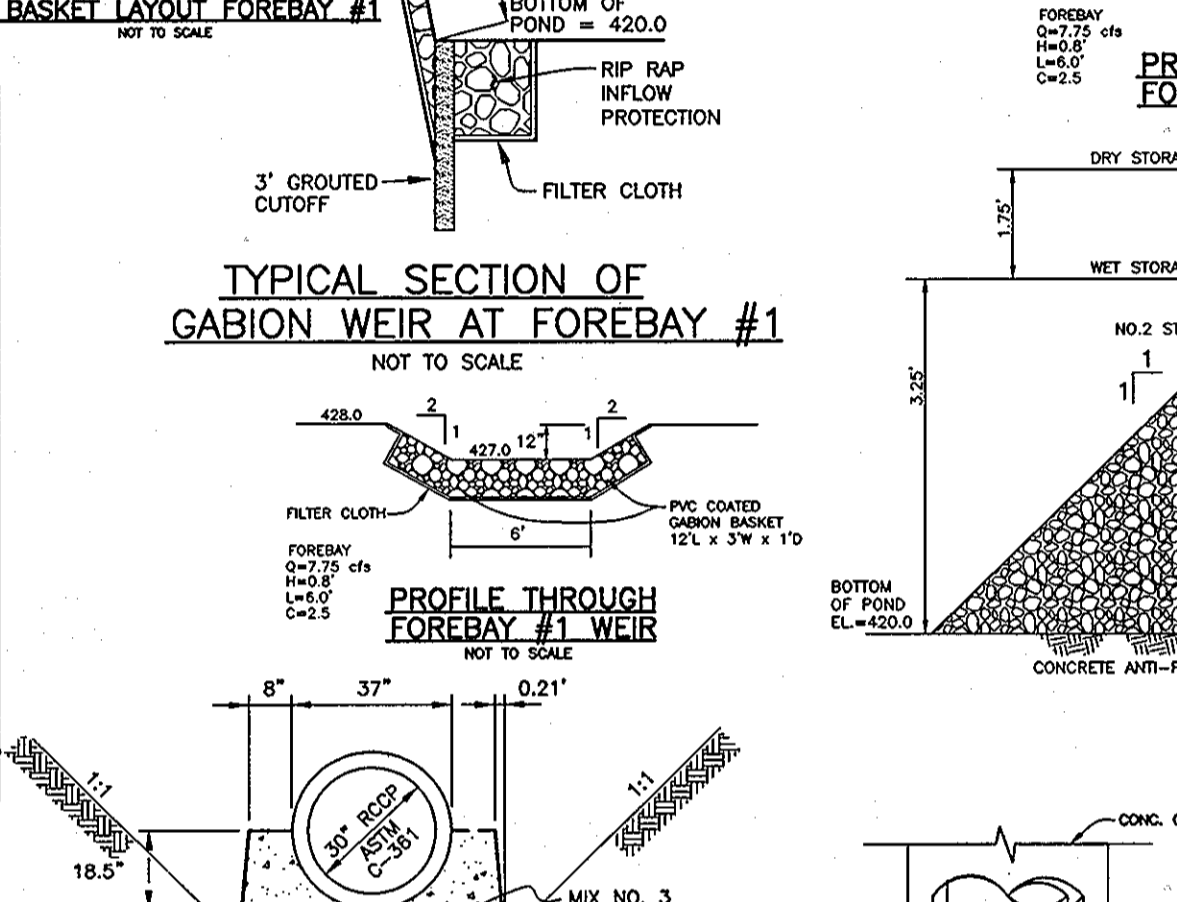 BASKET LAYOUT FOREBAY #1
NOT TO SCALE
BOTTOM OF
POND = 420.0
RIP RAP
INFLOW
PROTECTION
3' GROUTED
CUTOFF
FILTER CLOTH
TYPICAL SECTION OF
GABION WEIR AT FOREBAY #1
NOT TO SCALE
428.0
2
1
427.0
12"
1
2
FILTER CLOTH
6'
PVC COATED
GABION BASKET
12'L x 3'W x 1'D
FOREBAY
Q=7.75 cfs
H=0.8'
L=6.0'
C=2.5
PROFILE THROUGH
FOREBAY #1 WEIR
NOT TO SCALE
8"
37"
0.21'
1:1
1:1
30" RCCP
ASTM
C-361
18.5"
MIX NO. 3
FOREBAY
Q=7.75 cfs
H=0.8'
L=6.0'
C=2.5
PR
FO
DRY STORA
1.75'
WET STORA
3.25'
NO.2 ST
1
1
BOTTOM
OF POND
EL.=420.0
CONCRETE ANTI-F
CONC.